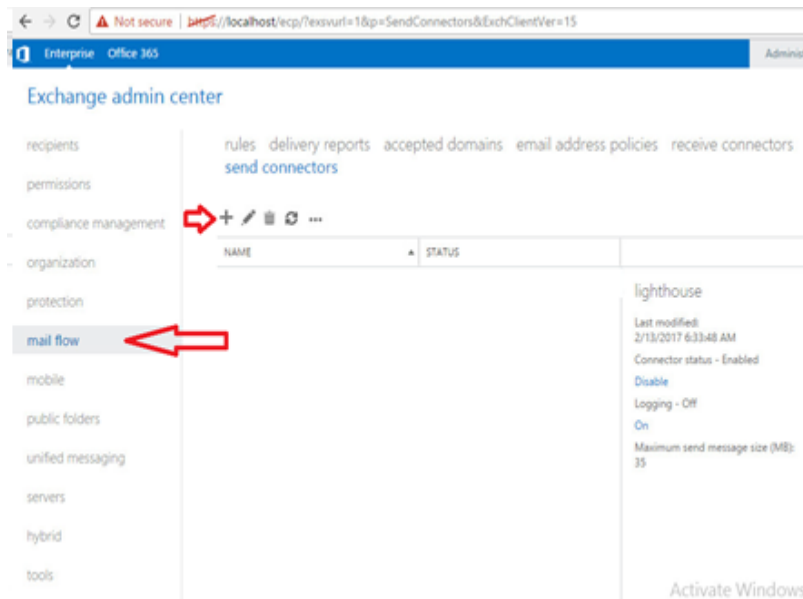 Not secure | https://localhost/ecp/?exsvurl=1&p=SendConnectors&ExchClientVer=15
Enterprise Office 365
Adminis
Exchange admin center
recipients
permissions
compliance management
organization
protection
mail flow
mobile
public folders
unified messaging
servers
hybrid
tools
rules delivery reports accepted domains email address policies receive connectors
send connectors
NAME STATUS
lighthouse
Last modified:
2/13/2017 6:33:48 AM
Connector status - Enabled
Disable
Logging - Off
On
Maximum send message size (MB):
35
Activate Windows